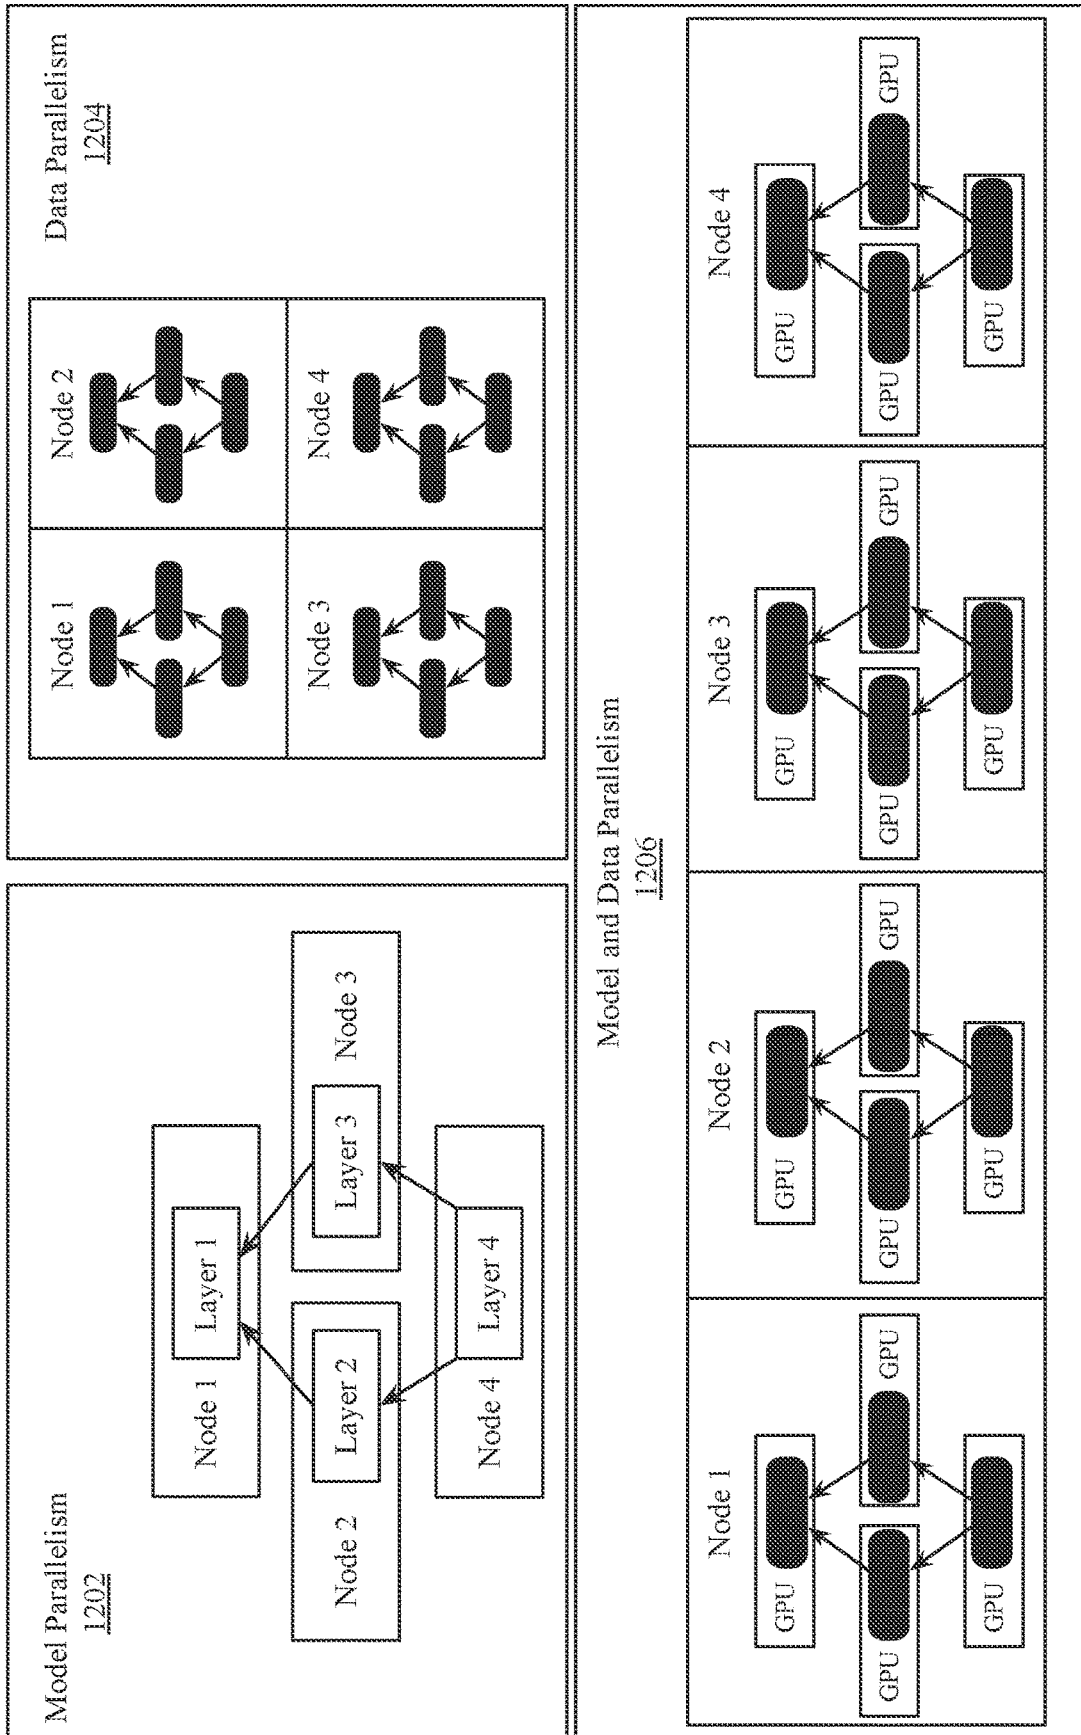 Model Parallelism
1202
Node 1
Layer 1
Node 2
Layer 2
Layer 3
Node 3
Node 4
Layer 4
Data Parallelism
1204
Node 1
Node 2
Node 3
Node 4
Model and Data Parallelism
1206
Node 1
GPU
GPU
GPU
GPU
Node 2
GPU
GPU
GPU
GPU
Node 3
GPU
GPU
GPU
GPU
Node 4
GPU
GPU
GPU
GPU